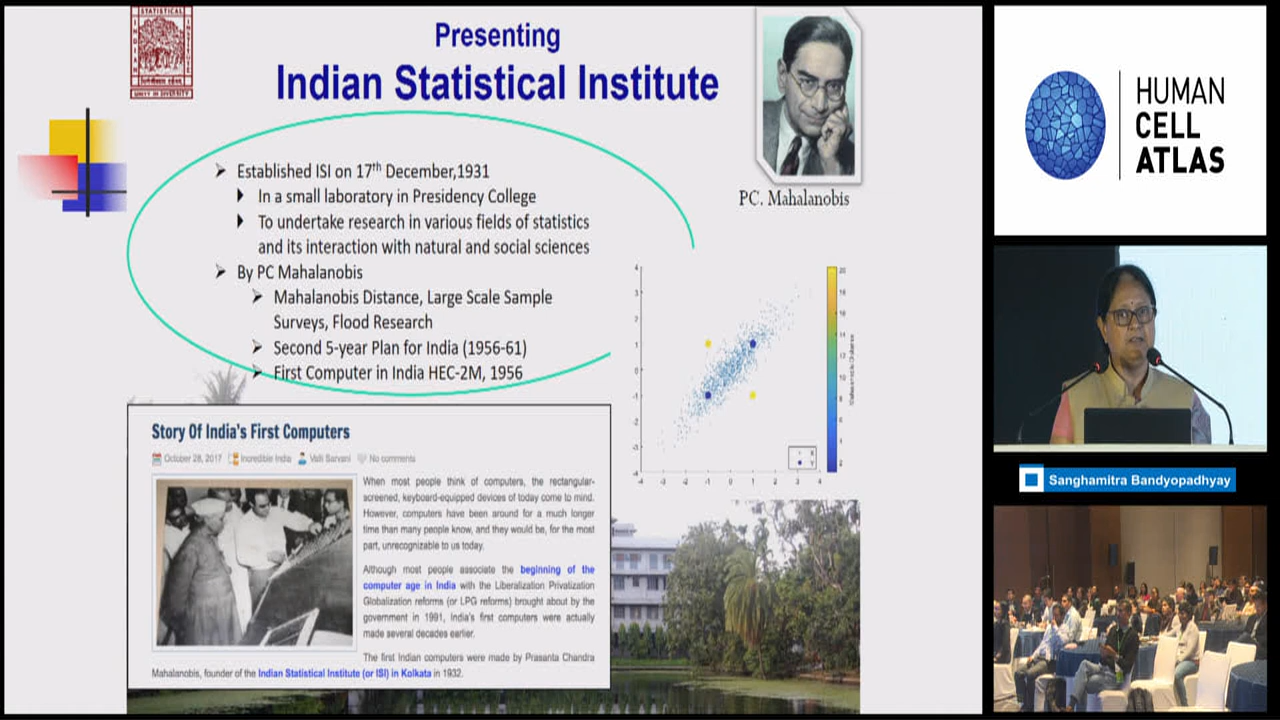 STATISTICAL
INDIAN
INSTITUTE
UNITY IN DIVERSITY
Presenting
Indian Statistical Institute
PC. Mahalanobis
➢ Established ISI on 17th December,1931
In a small laboratory in Presidency College
To undertake research in various fields of statistics
and its interaction with natural and social sciences
➢ By PC Mahalanobis
➢ Mahalanobis Distance, Large Scale Sample
Surveys, Flood Research
➢ Second 5-year Plan for India (1956-61)
➢ First Computer in India HEC-2M, 1956
Story Of India's First Computers
October 28, 2017 Incredible India Valli Sarvani No comments
When most people think of computers, the rectangular-
screened, keyboard-equipped devices of today come to mind.
However, computers have been around for a much longer
time than many people know, and they would be, for the most
part, unrecognizable to us today.
Although most people associate the beginning of the
computer age in India with the Liberalization Privatization
Globalization reforms (or LPG reforms) brought about by the
government in 1991, India's first computers were actually
made several decades earlier.
The first Indian computers were made by Prasanta Chandra
Mahalanobis, founder of the Indian Statistical Institute (or ISI) in Kolkata in 1932.
HUMAN
CELL
ATLAS
Sanghamitra Bandyopadhyay